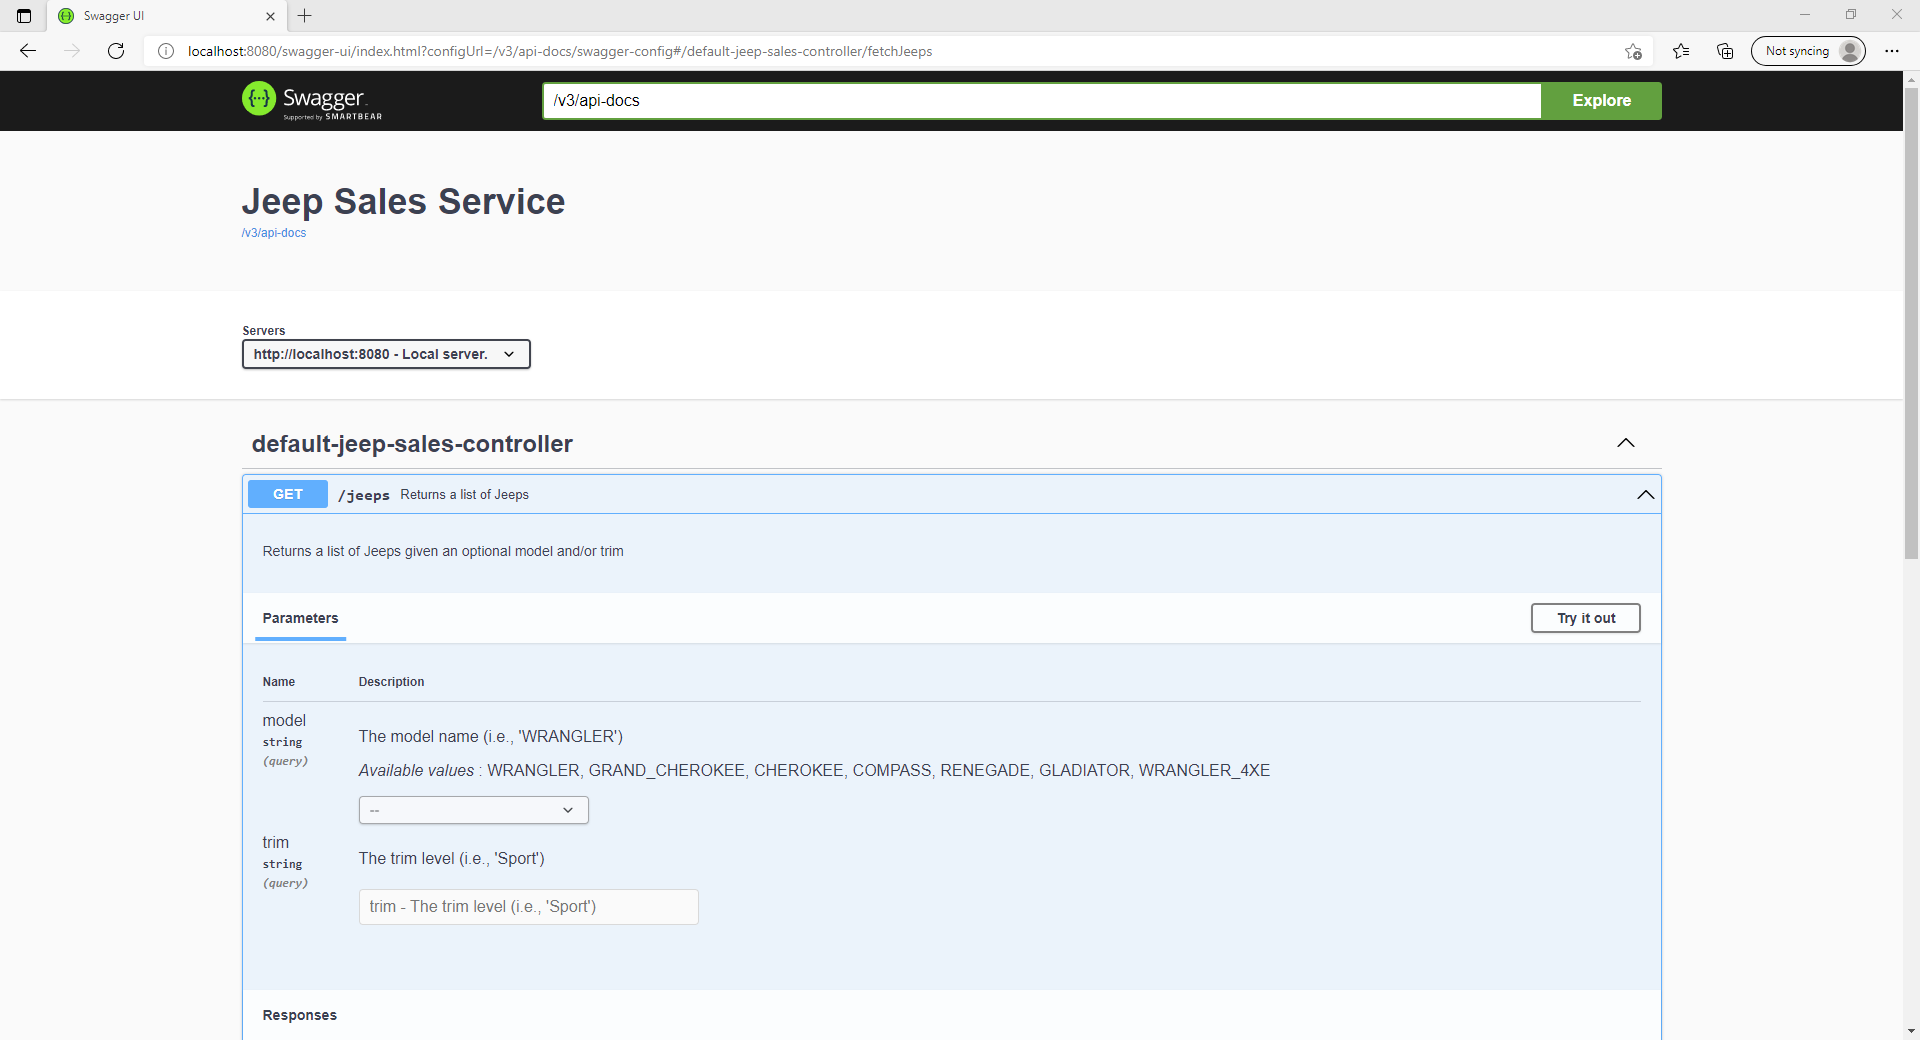 Swagger UI
localhost:8080/swagger-ui/index.html?configUrl=/v3/api-docs/swagger-config#/default-jeep-sales-controller/fetchJeeps
Not syncing
Swagger
Supported by SMARTBEAR
/v3/api-docs
Explore
Jeep Sales Service
/v3/api-docs
Servers
http://localhost:8080 - Local server.
default-jeep-sales-controller
GET /jeeps Returns a list of Jeeps
Returns a list of Jeeps given an optional model and/or trim
Parameters
Try it out
Name Description
model
string
(query)
The model name (i.e., 'WRANGLER')
Available values : WRANGLER, GRAND_CHEROKEE, CHEROKEE, COMPASS, RENEGADE, GLADIATOR, WRANGLER_4XE
--
trim
string
(query)
The trim level (i.e., 'Sport')
trim - The trim level (i.e., 'Sport')
Responses